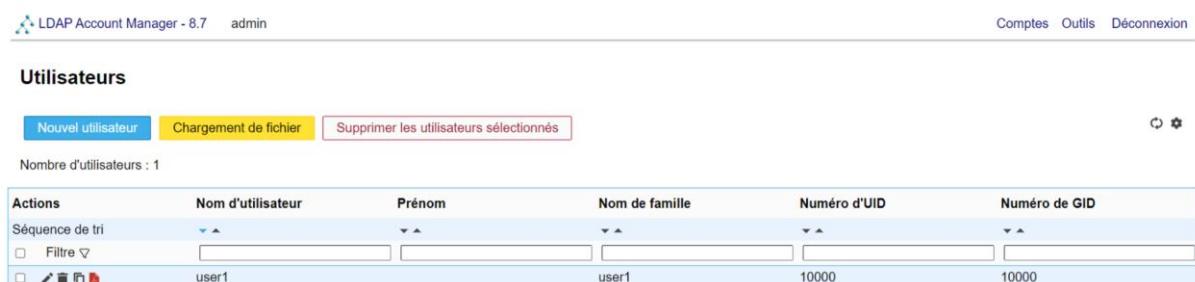 LDAP Account Manager - 8.7 admin Comptes Outils Déconnexion
Utilisateurs
Nouvel utilisateur Chargement de fichier Supprimer les utilisateurs sélectionnés
Nombre d'utilisateurs : 1
Actions Nom d'utilisateur Prénom Nom de famille Numéro d'UID Numéro de GID
Séquence de tri
Filtre
user1 user1 10000 10000